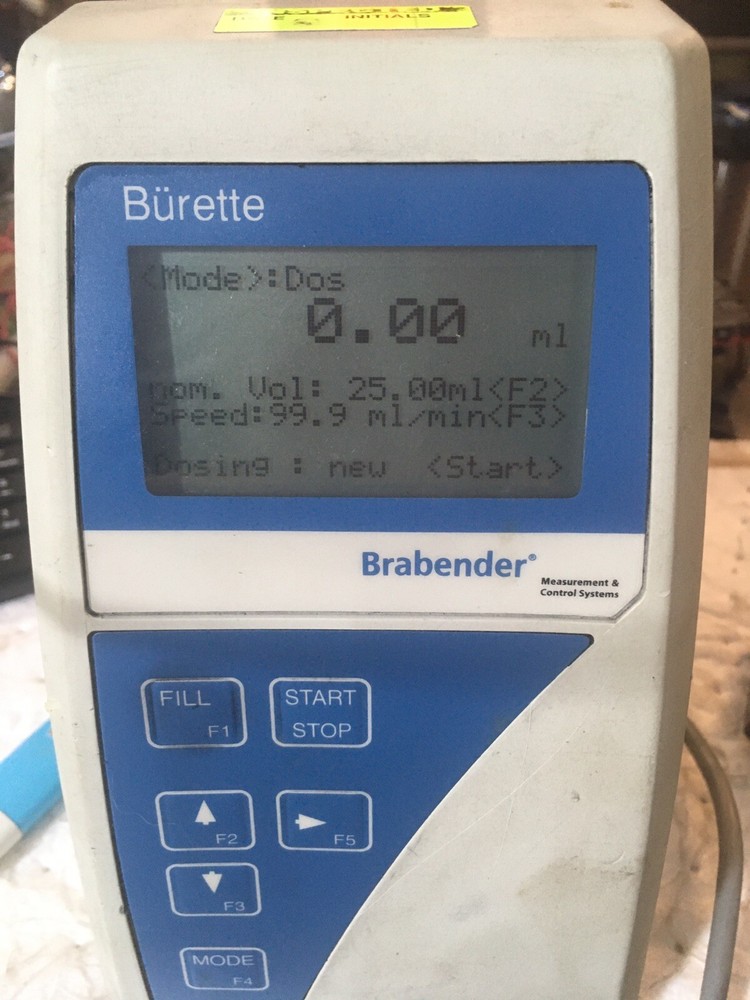 INITIALS
Bürette
<Mode>:Dos
0.00 ml
nom. Vol: 25.00ml<F2>
Speed:99.9 ml/min<F3>
Dosing : new <Start>
Brabender®
Measurement &
Control Systems
FILL
F1
START
STOP
F2
F5
F3
MODE
F4